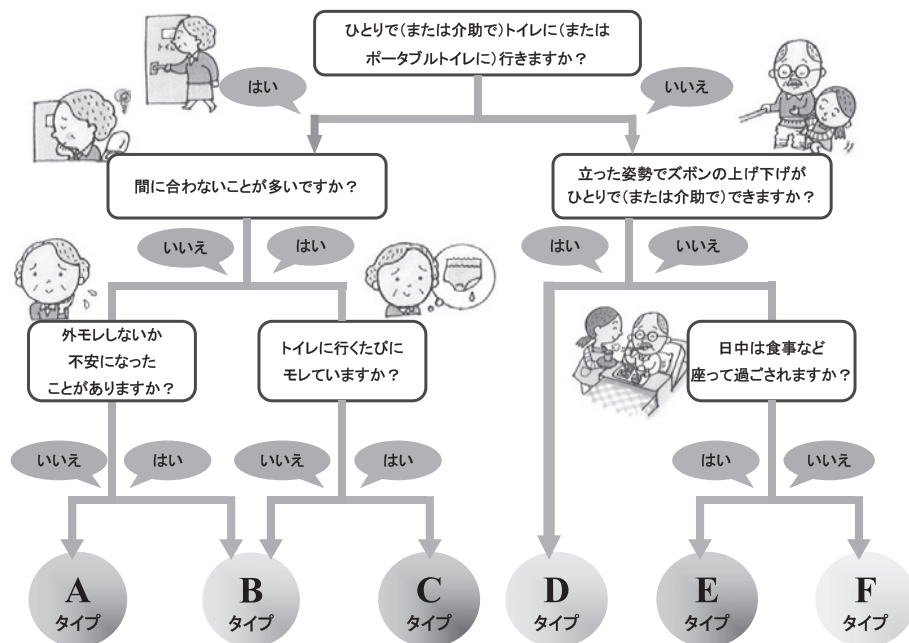 ひとりで(または介助で)トイレに(または
ポータブルトイレに)行きますか?
はい
いいえ
トイレ
間に合わないことが多いですか?
立った姿勢でズボンの上げ下げが
ひとりで(または介助で)できますか?
いいえ
はい
はい
いいえ
外モレしないか
不安になった
ことがありますか?
トイレに行くたびに
モレていますか?
日中は食事など
座って過ごされますか?
いいえ
はい
いいえ
はい
はい
いいえ
A
タイプ
B
タイプ
C
タイプ
D
タイプ
E
タイプ
F
タイプ